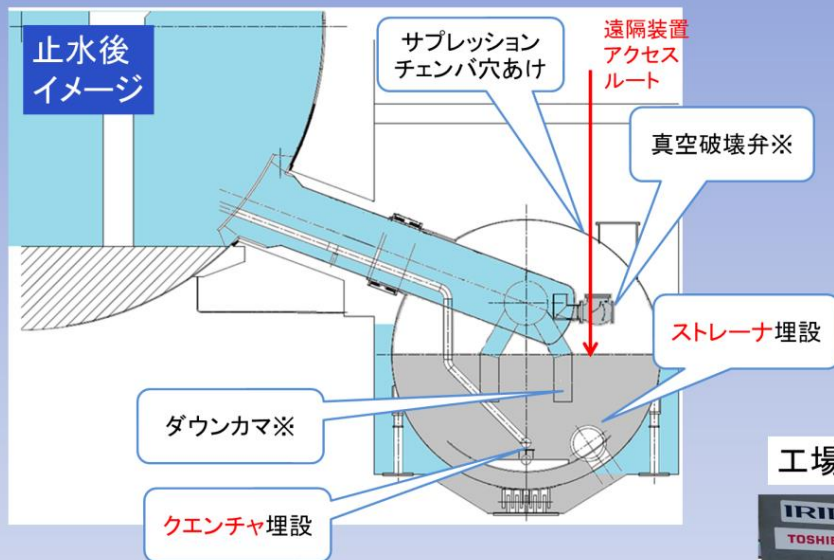 止水後
イメージ
サプレッション
チェンバ穴あけ
遠隔装置
アクセス
ルート
真空破壊弁※
ストレーナ埋設
ダウンカマ※
クエンチャ埋設
工場
TOSHIB